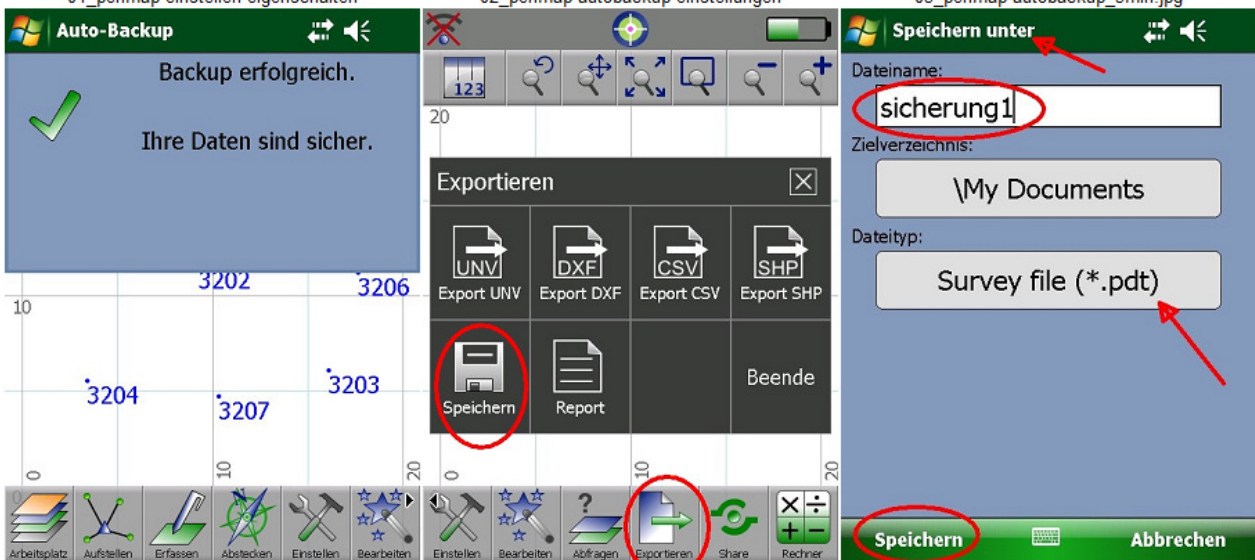 Auto-Backup
Backup erfolgreich.
Ihre Daten sind sicher.
3202
3206
10
3204
3207
3203
0
10
20
0
Arbeitsplatz
Aufstellen
Erfassen
Abstecken
Einstellen
Bearbeiten
123
20
Exportieren
UNV
Export UNV
DXF
Export DXF
CSV
Export CSV
SHP
Export SHP
Speichern
Report
Beende
0
10
20
Einstellen
Bearbeiten
Abfragen
Exportieren
Share
Rechner
Speichern unter
Dateiname:
sicherung1
Zielverzeichnis:
\My Documents
Dateityp:
Survey file (*.pdt)
Speichern
Abbrechen